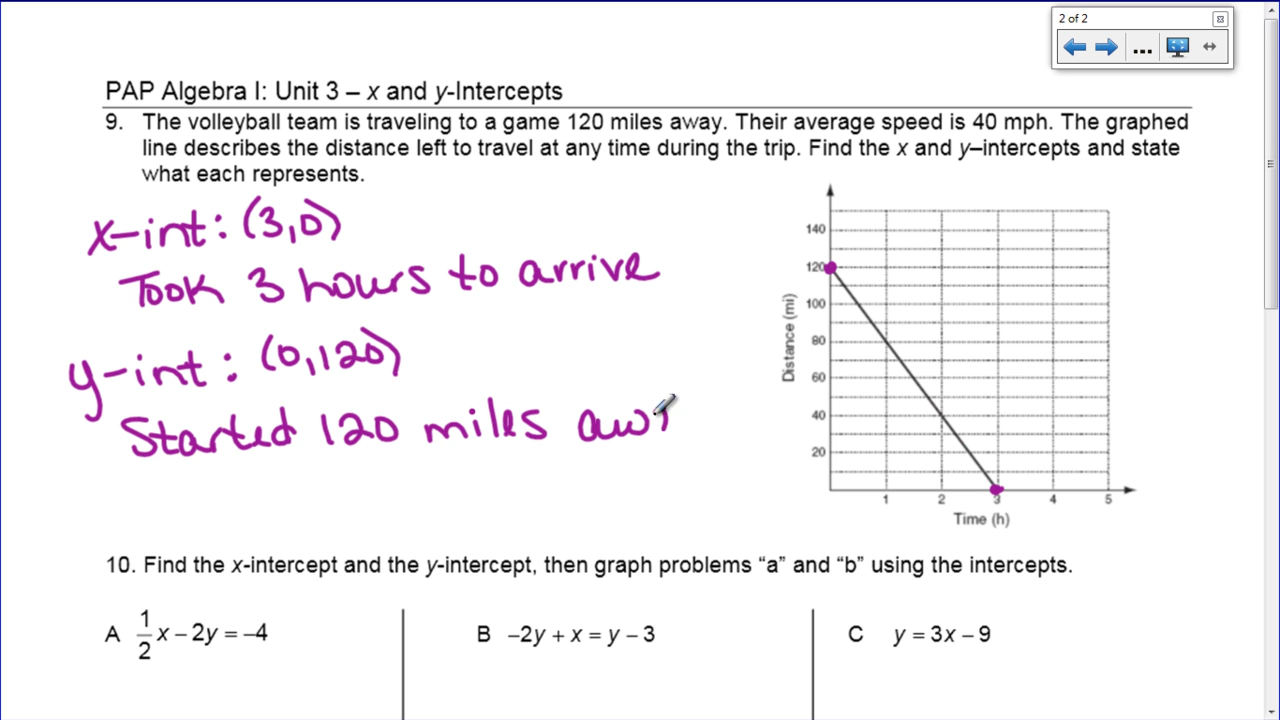 2 of 2
PAP Algebra I: Unit 3 – x and y-Intercepts
9. The volleyball team is traveling to a game 120 miles away. Their average speed is 40 mph. The graphed
line describes the distance left to travel at any time during the trip. Find the x and y–intercepts and state
what each represents.
x-int: (3,0)
Took 3 hours to arrive
y-int: (0,120)
Started 120 miles
140
120
100
80
60
40
20
Distance (mi)
1 2 3 4 5
Time (h)
10. Find the x-intercept and the y-intercept, then graph problems “a” and “b” using the intercepts.
A 1/2 x – 2y = –4
B –2y + x = y – 3
C y = 3x – 9